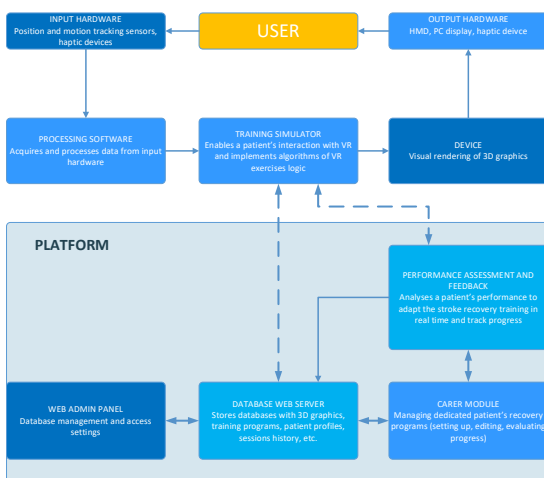 INPUT HARDWARE
Position and motion tracking sensors,
haptic devices
USER
OUTPUT HARDWARE
HMD, PC display, haptic deivce
PROCESSING SOFTWARE
Acquires and processes data from input
hardware
TRAINING SIMULATOR
Enables a patient's interaction with VR
and implements algorithms of VR
exercises logic
DEVICE
Visual rendering of 3D graphics
PLATFORM
PERFORMANCE ASSESSMENT AND
FEEDBACK
Analyses a patient's performance to
adapt the stroke recovery training in
real time and track progress
WEB ADMIN PANEL
Database management and access
settings
DATABASE WEB SERVER
Stores databases with 3D graphics,
training programs, patient profiles,
sessions history, etc.
CARER MODULE
Managing dedicated patient's recovery
programs (setting up, editing, evaluating
progress)